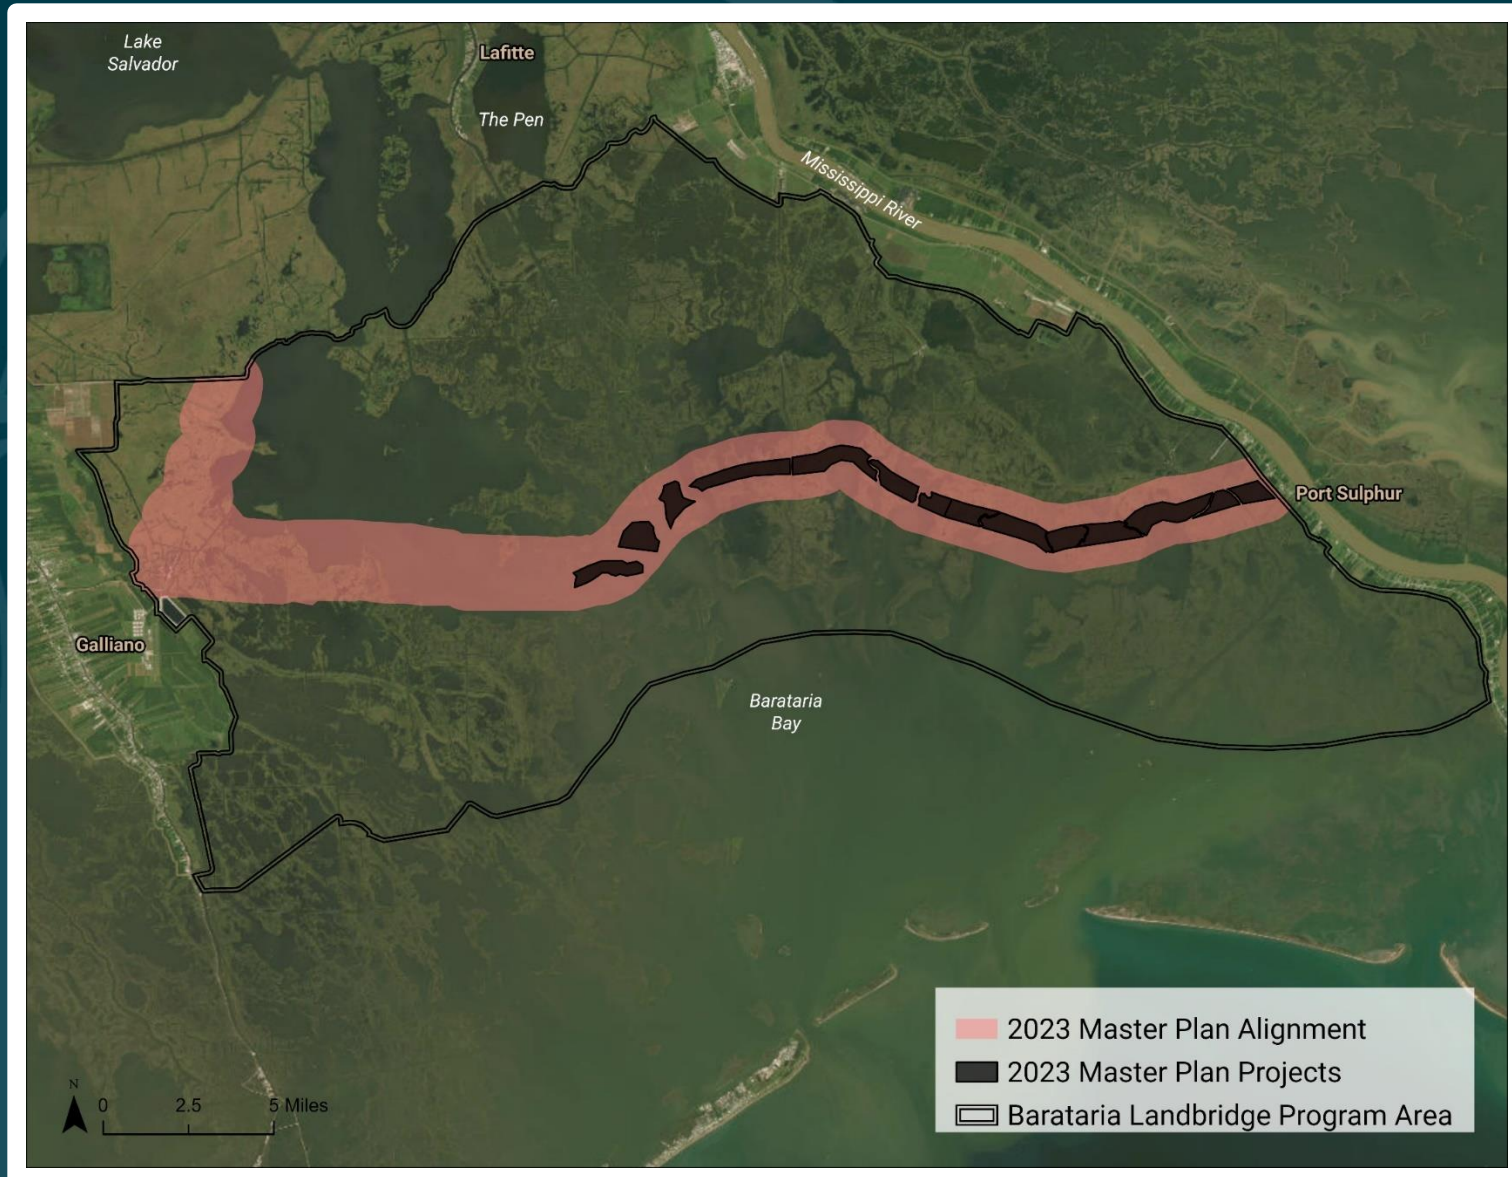 Lake
Salvador
Lafitte
The Pen
Mississippi River
Port Sulphur
Galliano
Barataria
Bay
N
0 2.5 5 Miles
2023 Master Plan Alignment
2023 Master Plan Projects
Barataria Landbridge Program Area